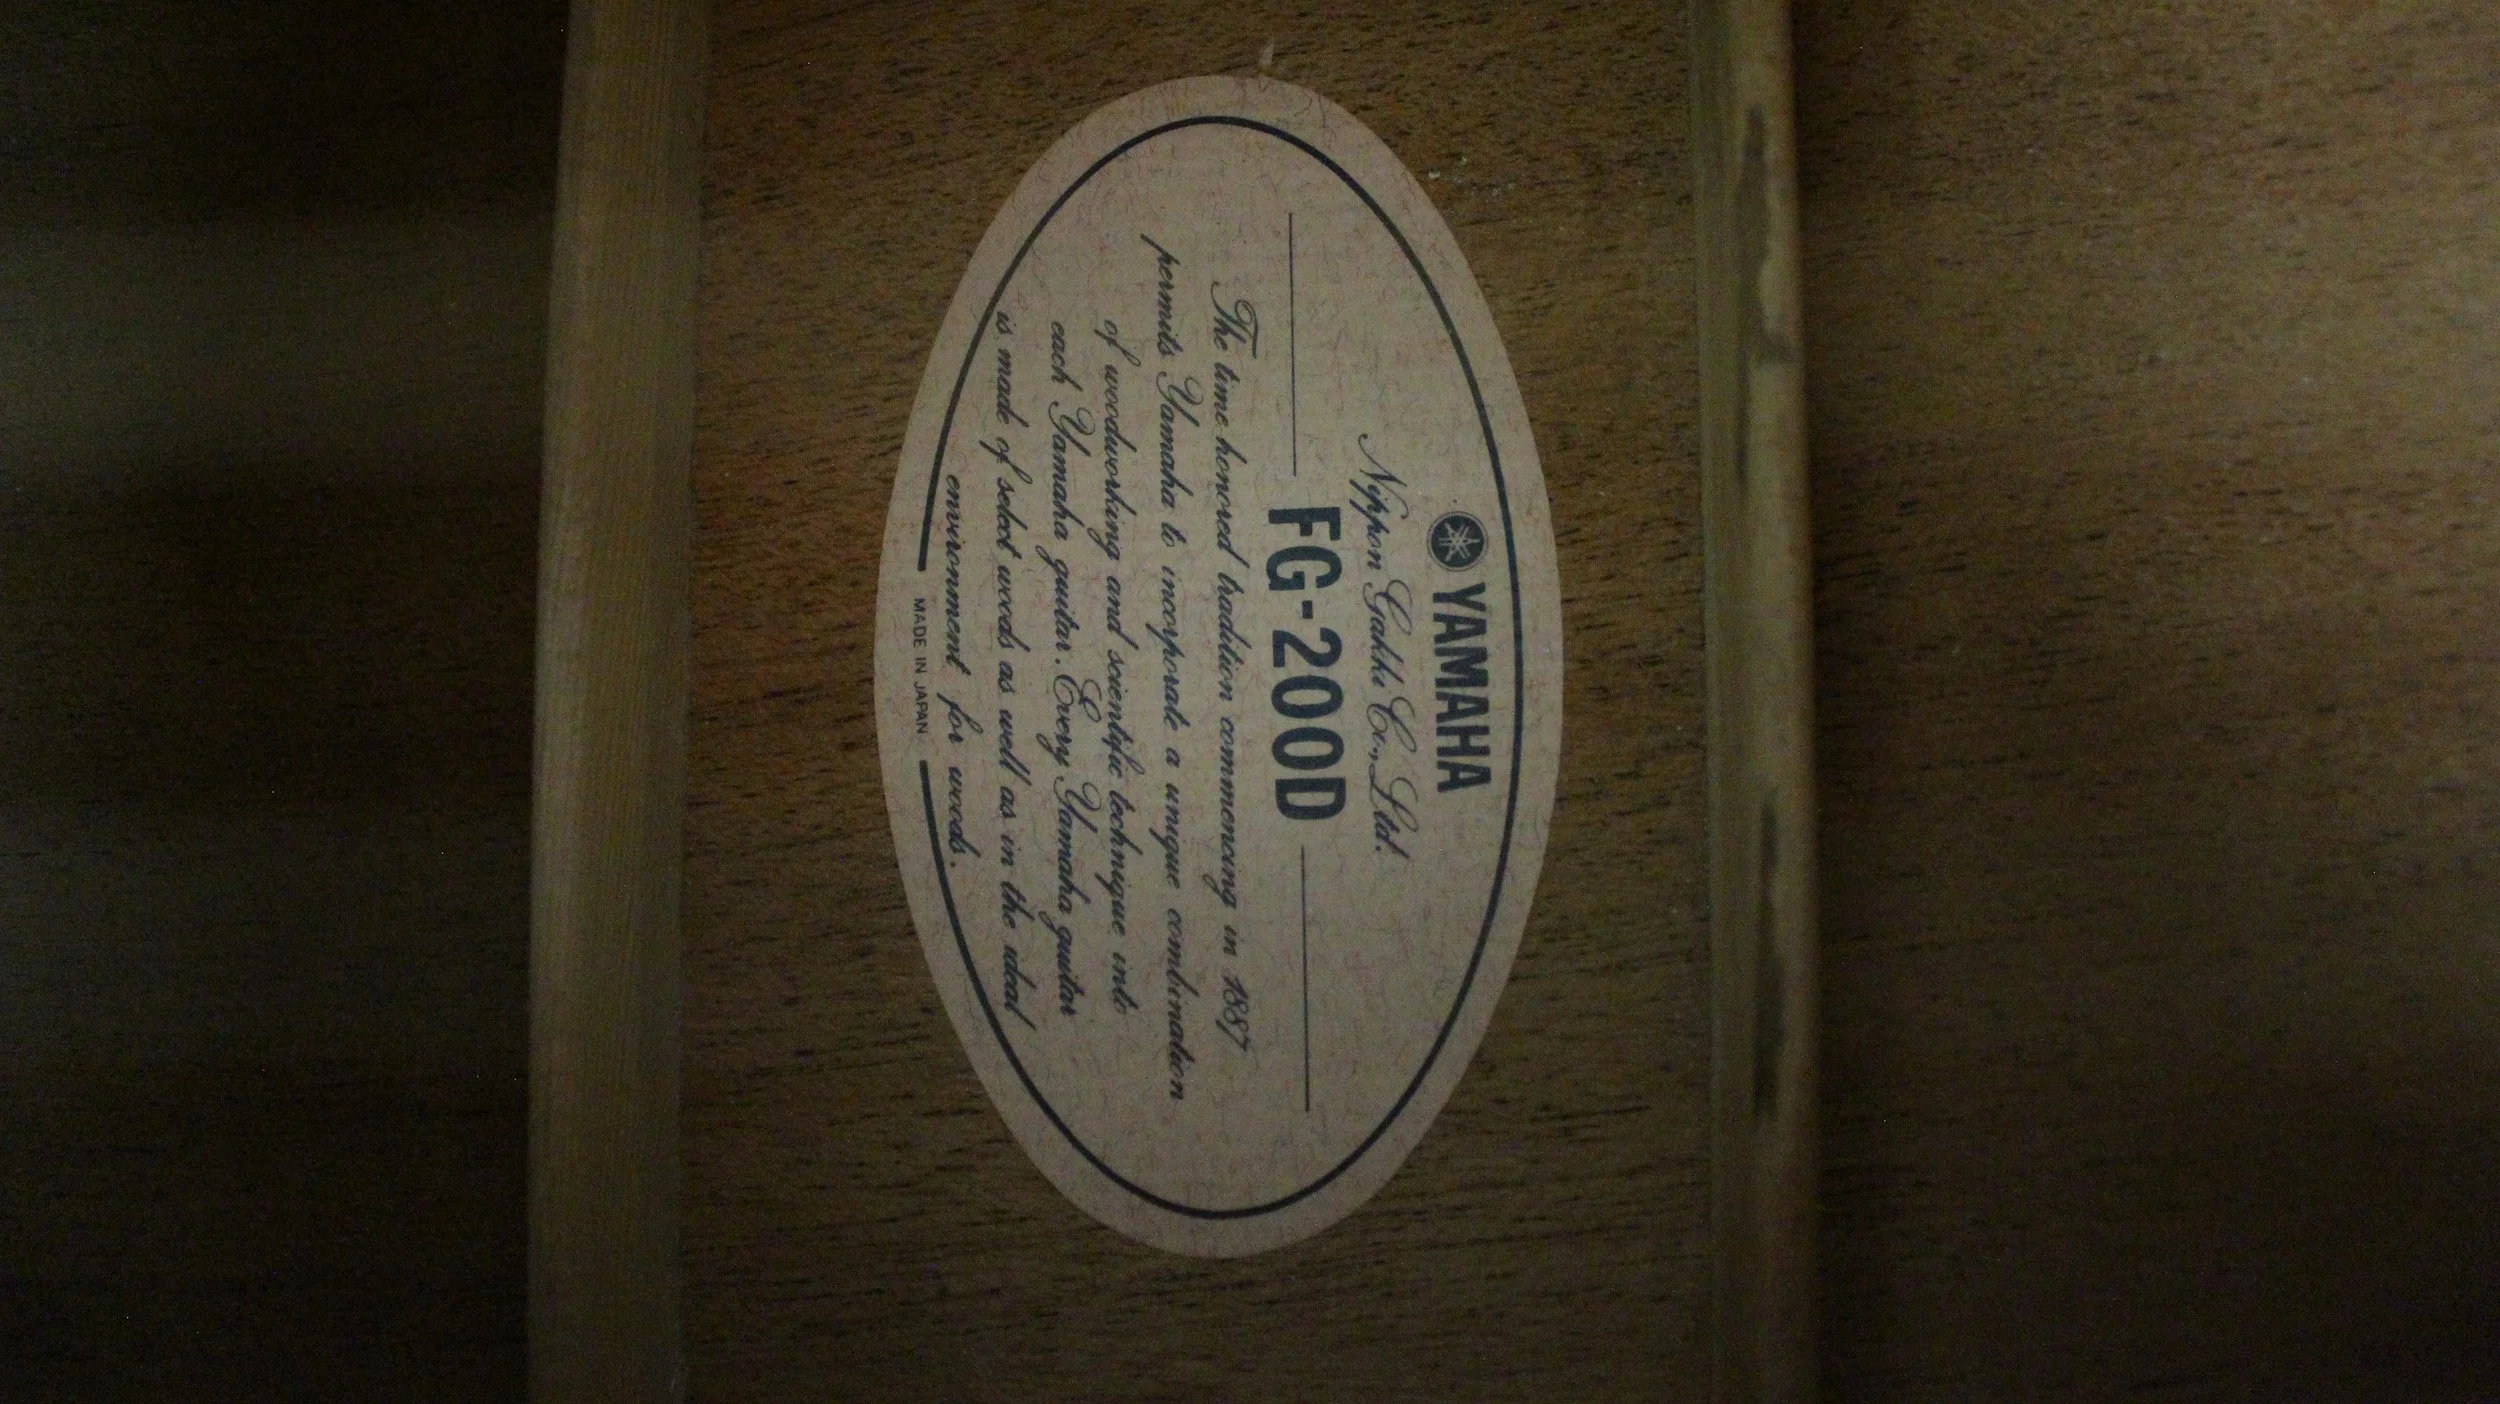 YAMAHA
Nippon Gakki Co., Ltd.
FG-200D
The time honored tradition commencing in 1887
permits Yamaha to incorporate a unique combination
of woodworking and scientific technique into
each Yamaha guitar. Every Yamaha guitar
is made of select woods as well as in the ideal
environment for woods.
MADE IN JAPAN